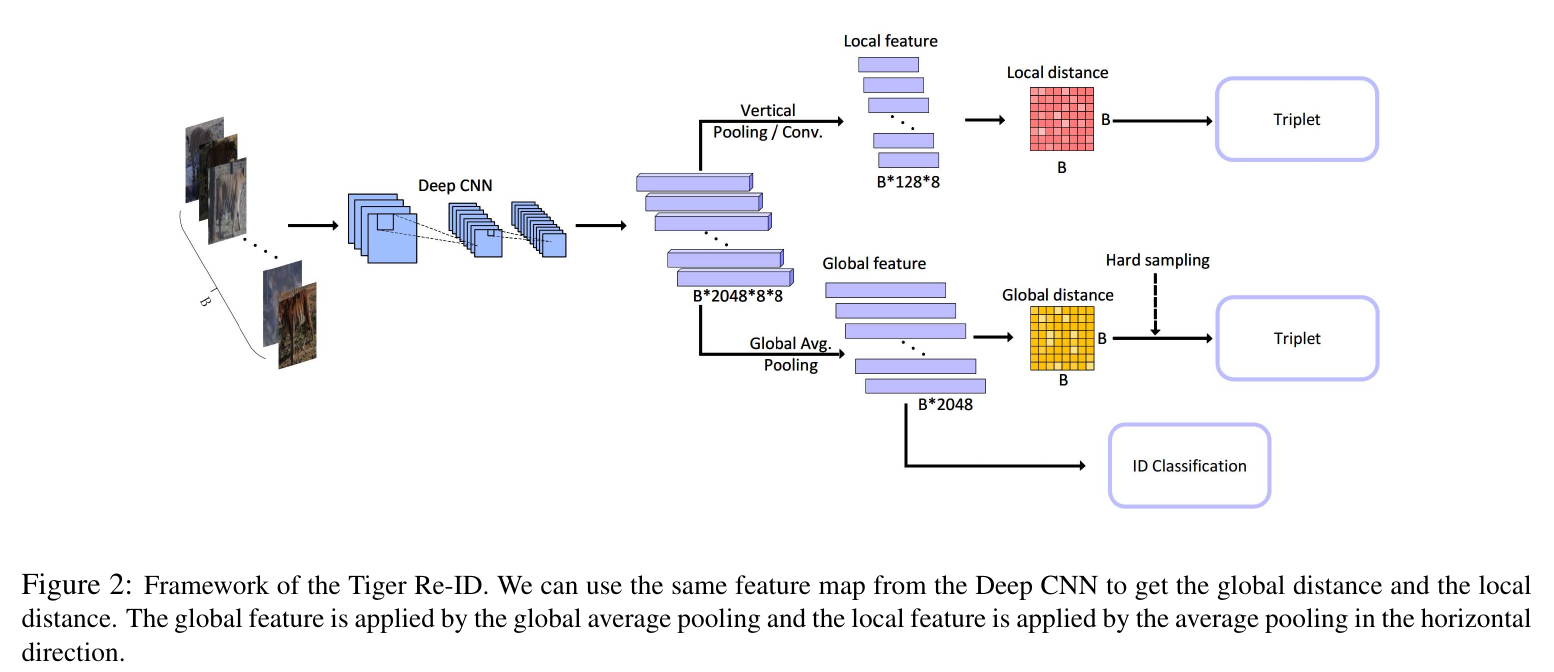 Local feature
Local distance
Vertical
Pooling / Conv.
B
B
B*128*8
Triplet
Deep CNN
B
B*2048*8*8
Global feature
Hard sampling
Global distance
Global Avg.
Pooling
B
B
B*2048
Triplet
ID Classification
Figure 2: Framework of the Tiger Re-ID. We can use the same feature map from the Deep CNN to get the global distance and the local
distance. The global feature is applied by the global average pooling and the local feature is applied by the average pooling in the horizontal
direction.